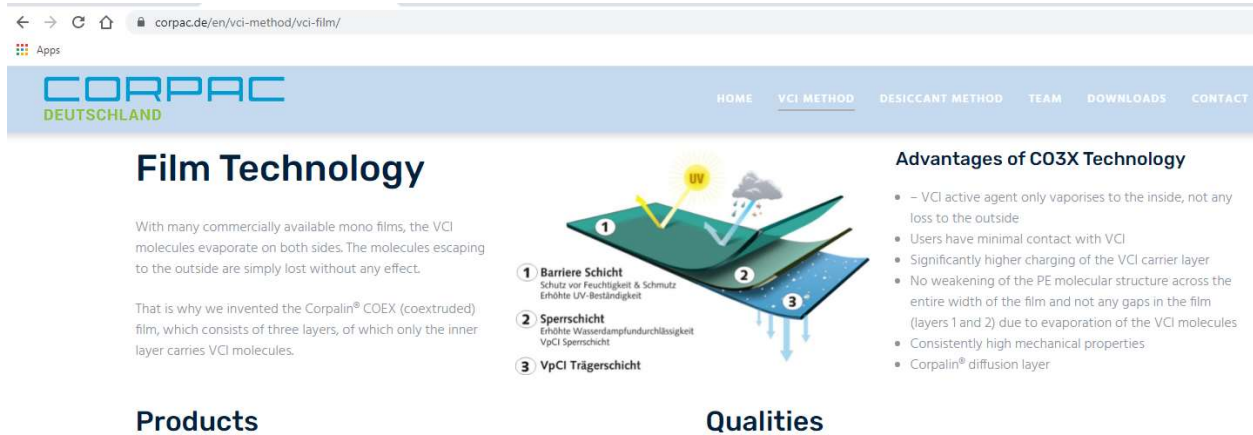 corpac.de/en/vci-method/vci-film/
Apps
CORPAC
DEUTSCHLAND
HOME VCI METHOD DESICCANT METHOD TEAM DOWNLOADS CONTACT
Film Technology
With many commercially available mono films, the VCI
molecules evaporate on both sides. The molecules escaping
to the outside are simply lost without any effect.
That is why we invented the Corpalin® COEX (coextruded)
film, which consists of three layers, of which only the inner
layer carries VCI molecules.
UV
1
2
3
1 Barriere Schicht
Schutz vor Feuchtigkeit & Schmutz
Erhöhte UV-Beständigkeit
2 Sperrschicht
Erhöhte Wasserdampfundurchlässigkeit
VpCI Sperrschicht
3 VpCI Trägerschicht
Advantages of CO3X Technology
– VCI active agent only vaporises to the inside, not any
loss to the outside
Users have minimal contact with VCI
Significantly higher charging of the VCI carrier layer
No weakening of the PE molecular structure across the
entire width of the film and not any gaps in the film
(layers 1 and 2) due to evaporation of the VCI molecules
Consistently high mechanical properties
Corpalin® diffusion layer
Products
Qualities